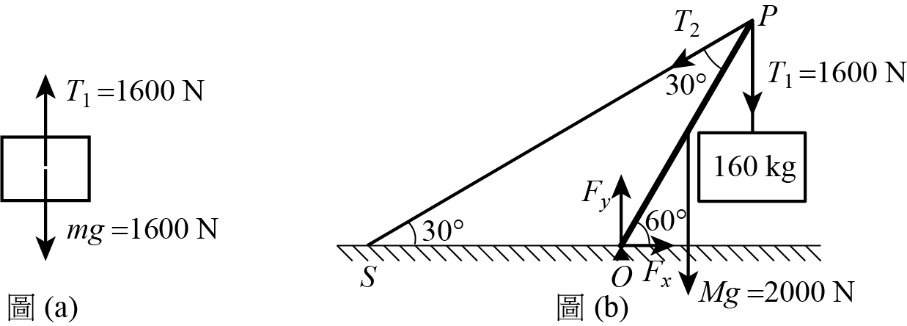 T₁=1600 N
mg=1600 N
圖 (a)
P
T₂
30°
T₁=1600 N
160 kg
Fy
60°
30°
S
O
Fx
Mg=2000 N
圖 (b)